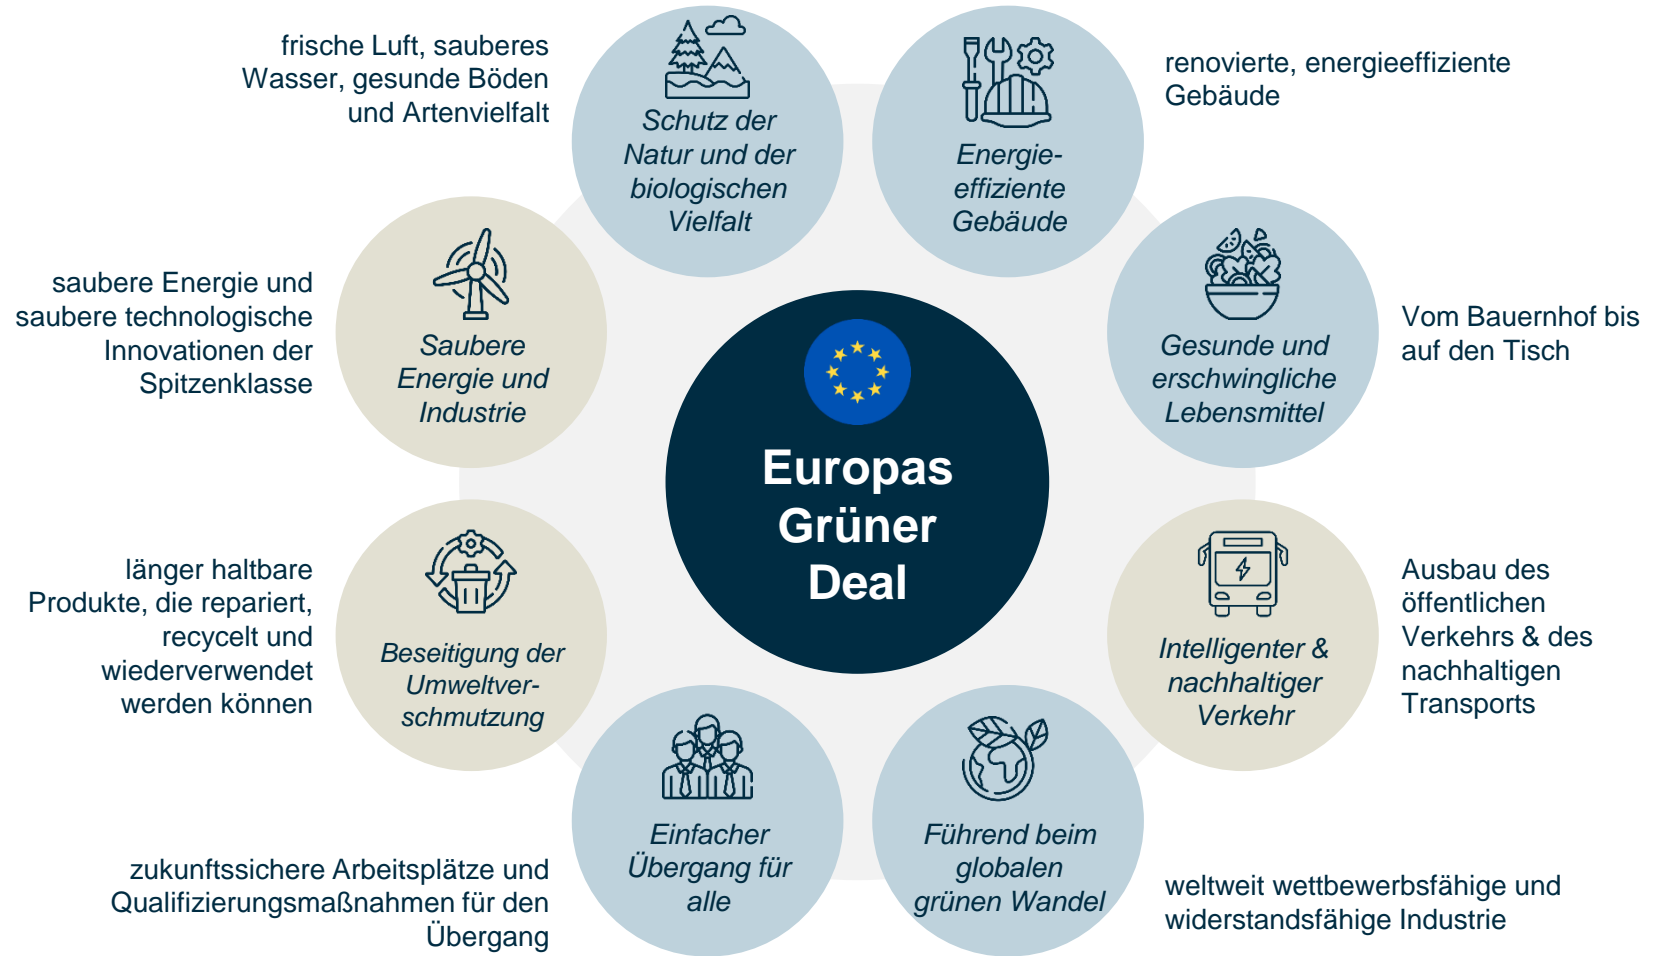 frische Luft, sauberes
Wasser, gesunde Böden
und Artenvielfalt
Schutz der
Natur und der
biologischen
Vielfalt
Energie-
effiziente
Gebäude
renovierte, energieeffiziente
Gebäude
saubere Energie und
saubere technologische
Innovationen der
Spitzenklasse
Saubere
Energie und
Industrie
Gesunde und
erschwingliche
Lebensmittel
Vom Bauernhof bis
auf den Tisch
Europas
Grüner
Deal
länger haltbare
Produkte, die repariert,
recycelt und
wiederverwendet
werden können
Beseitigung der
Umweltver-
schmutzung
Intelligenter &
nachhaltiger
Verkehr
Ausbau des
öffentlichen
Verkehrs & des
nachhaltigen
Transports
zukunftssichere Arbeitsplätze und
Qualifizierungsmaßnahmen für den
Übergang
Einfacher
Übergang für
alle
Führend beim
globalen
grünen Wandel
weltweit wettbewerbsfähige und
widerstandsfähige Industrie